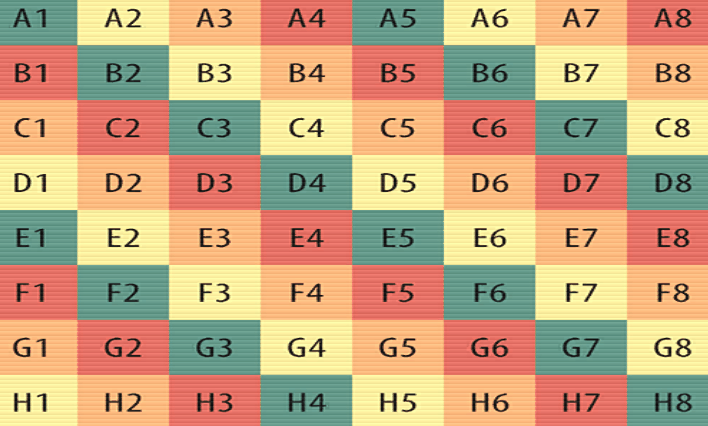 A1 A2 A3 A4 A5 A6 A7 A8
B1 B2 B3 B4 B5 B6 B7 B8
C1 C2 C3 C4 C5 C6 C7 C8
D1 D2 D3 D4 D5 D6 D7 D8
E1 E2 E3 E4 E5 E6 E7 E8
F1 F2 F3 F4 F5 F6 F7 F8
G1 G2 G3 G4 G5 G6 G7 G8
H1 H2 H3 H4 H5 H6 H7 H8